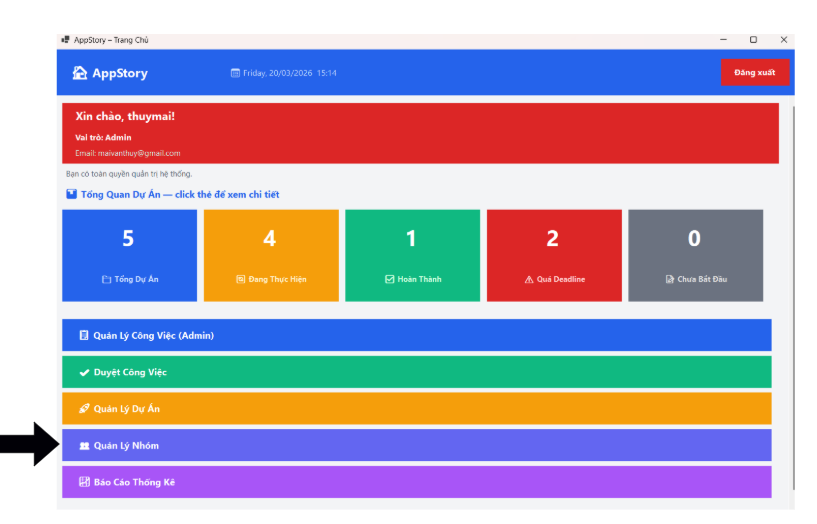 AppStory – Trang Chủ
AppStory
Friday, 20/03/2026 15:14
Đăng xuất
Xin chào, thuymai!
Vai trò: Admin
Email: maivanthuy@gmail.com
Bạn có toàn quyền quản trị hệ thống.
Tổng Quan Dự Án — click thẻ để xem chi tiết
5
4
1
2
0
Tổng Dự Án
Đang Thực Hiện
Hoàn Thành
Quá Deadline
Chưa Bắt Đầu
Quản Lý Công Việc (Admin)
Duyệt Công Việc
Quản Lý Dự Án
Quản Lý Nhóm
Báo Cáo Thống Kê